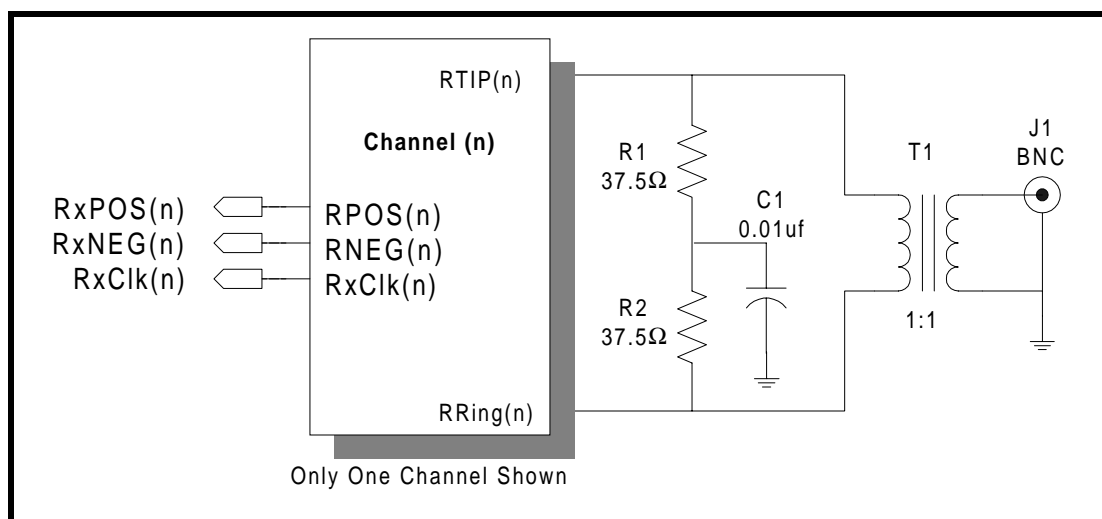 RTIP(n)
Channel (n)
RxPOS(n)
RxNEG(n)
RxClk(n)
RPOS(n)
RNEG(n)
RxClk(n)
RRing(n)
Only One Channel Shown
R1
37.5Ω
C1
0.01uf
R2
37.5Ω
T1
1:1
J1
BNC